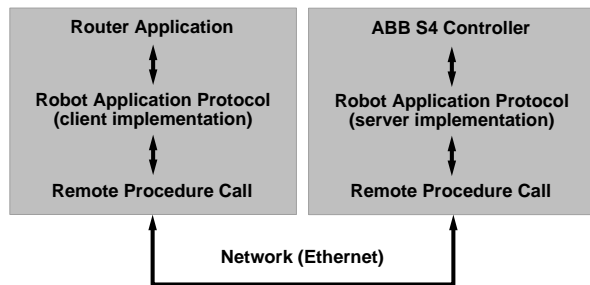 Router Application
Robot Application Protocol
(client implementation)
Remote Procedure Call
ABB S4 Controller
Robot Application Protocol
(server implementation)
Remote Procedure Call
Network (Ethernet)